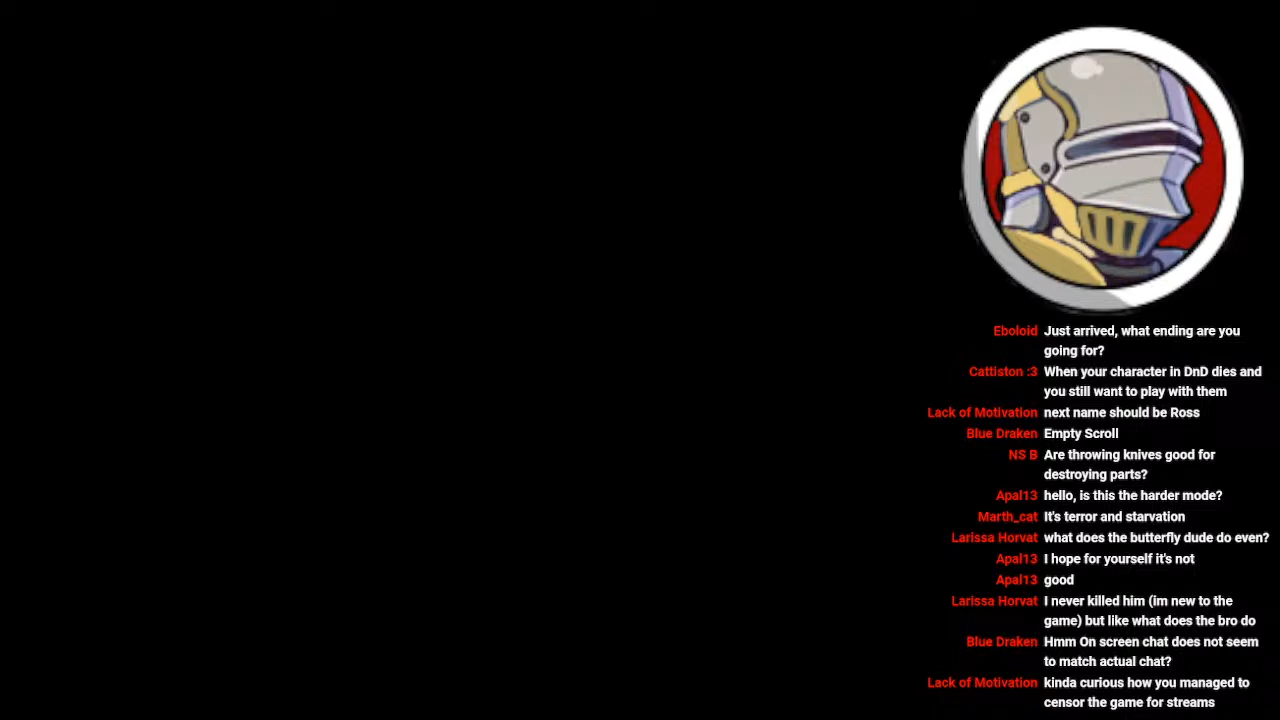 Eboloid Just arrived, what ending are you
going for?
Cattiston :3 When your character in DnD dies and
you still want to play with them
Lack of Motivation next name should be Ross
Blue Draken Empty Scroll
NS B Are throwing knives good for
destroying parts?
Apal13 hello, is this the harder mode?
Marth_cat It's terror and starvation
Larissa Horvat what does the butterfly dude do even?
Apal13 I hope for yourself it's not
Apal13 good
Larissa Horvat I never killed him (im new to the
game) but like what does the bro do
Blue Draken Hmm On screen chat does not seem
to match actual chat?
Lack of Motivation kinda curious how you managed to
censor the game for streams